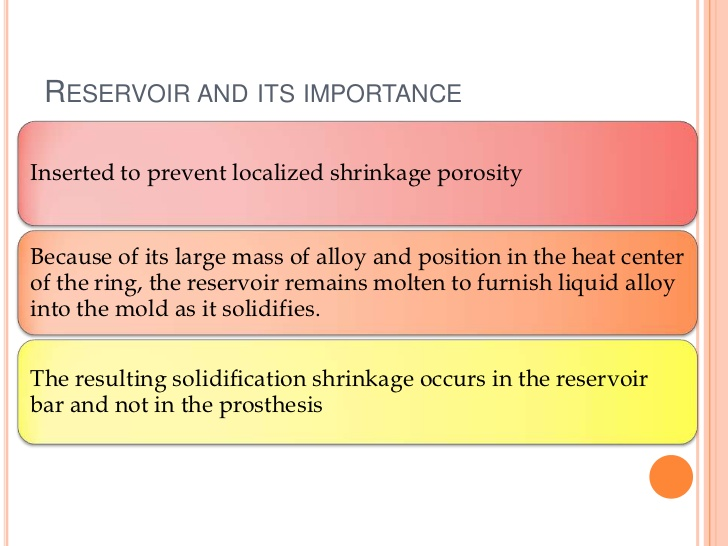 RESERVOIR AND ITS IMPORTANCE
Inserted to prevent localized shrinkage porosity
Because of its large mass of alloy and position in the heat center
of the ring, the reservoir remains molten to furnish liquid alloy
into the mold as it solidifies.
The resulting solidification shrinkage occurs in the reservoir
bar and not in the prosthesis